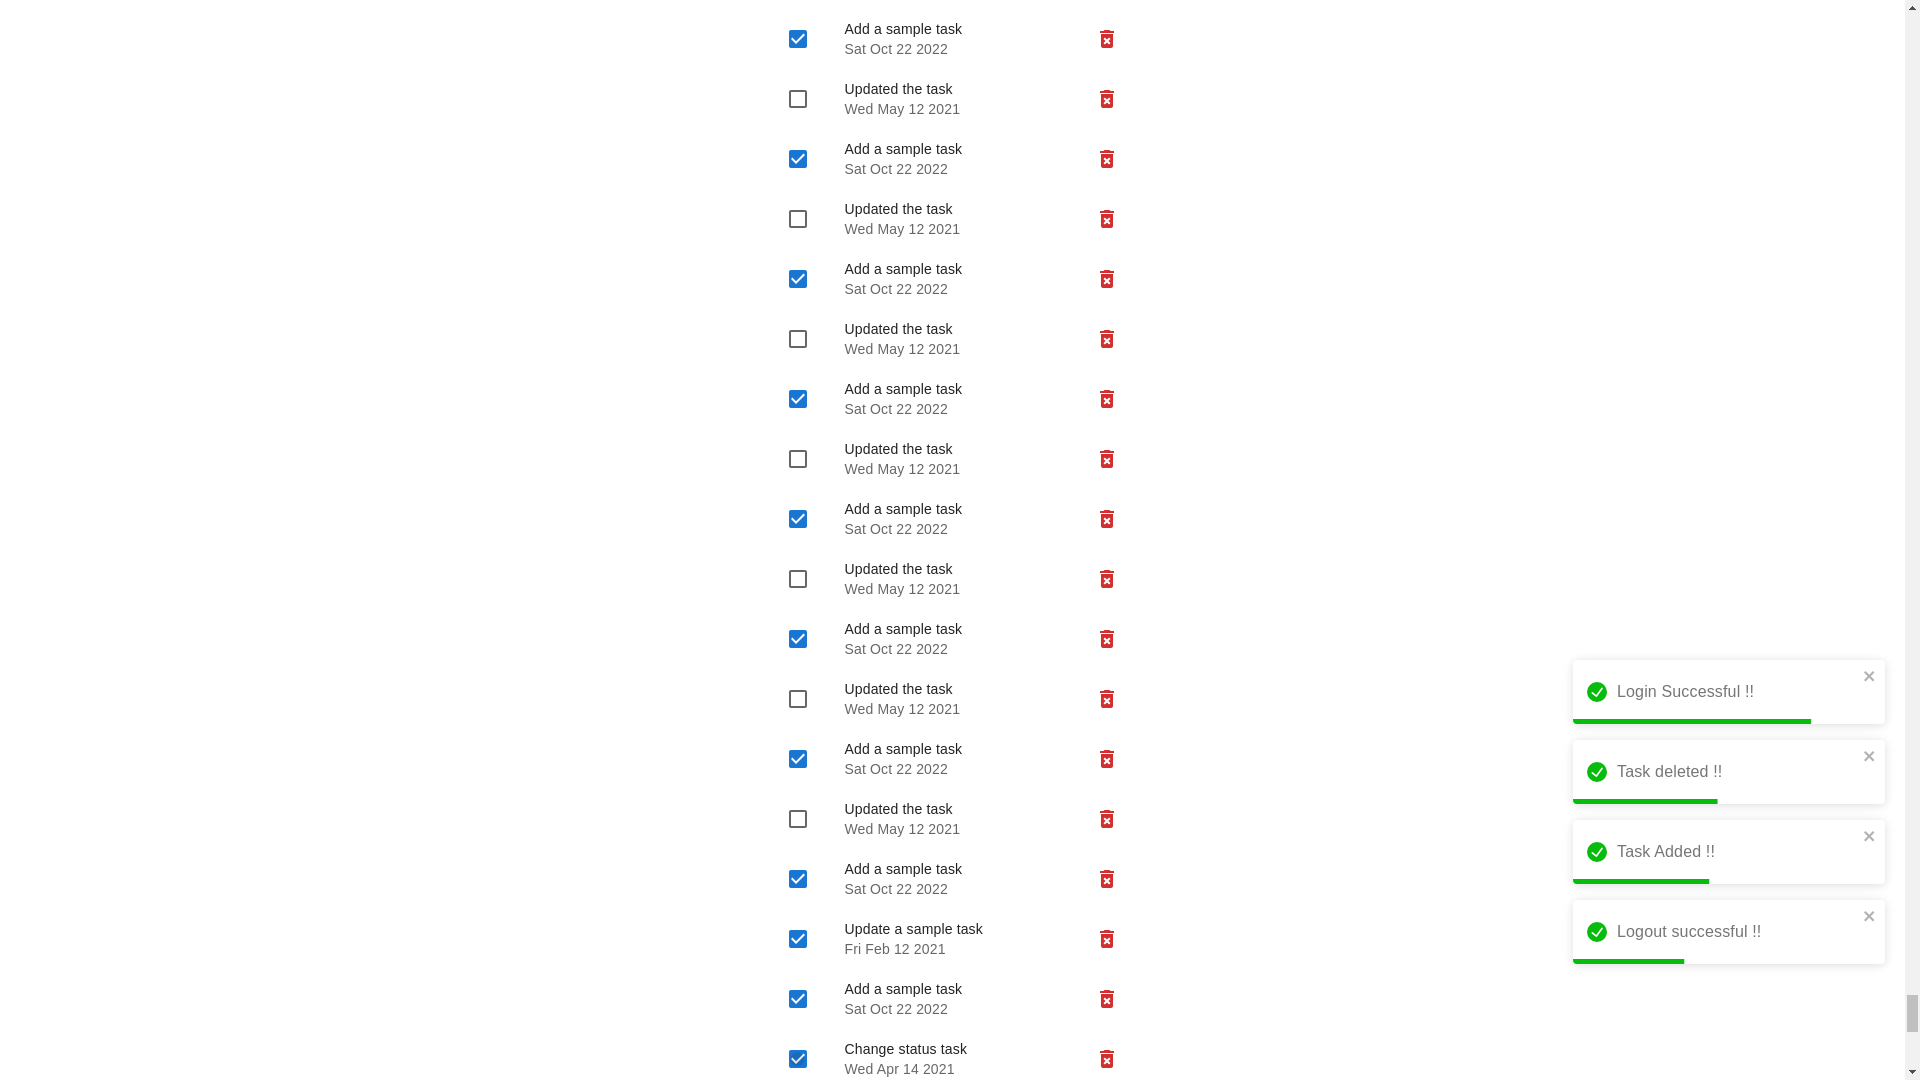 Add a sample task
Sat Oct 22 2022
Updated the task
Wed May 12 2021
Add a sample task
Sat Oct 22 2022
Updated the task
Wed May 12 2021
Add a sample task
Sat Oct 22 2022
Updated the task
Wed May 12 2021
Add a sample task
Sat Oct 22 2022
Updated the task
Wed May 12 2021
Add a sample task
Sat Oct 22 2022
Updated the task
Wed May 12 2021
Add a sample task
Sat Oct 22 2022
Updated the task
Wed May 12 2021
Add a sample task
Sat Oct 22 2022
Updated the task
Wed May 12 2021
Add a sample task
Sat Oct 22 2022
Update a sample task
Fri Feb 12 2021
Add a sample task
Sat Oct 22 2022
Change status task
Wed Apr 14 2021
Login Successful !!
Task deleted !!
Task Added !!
Logout successful !!